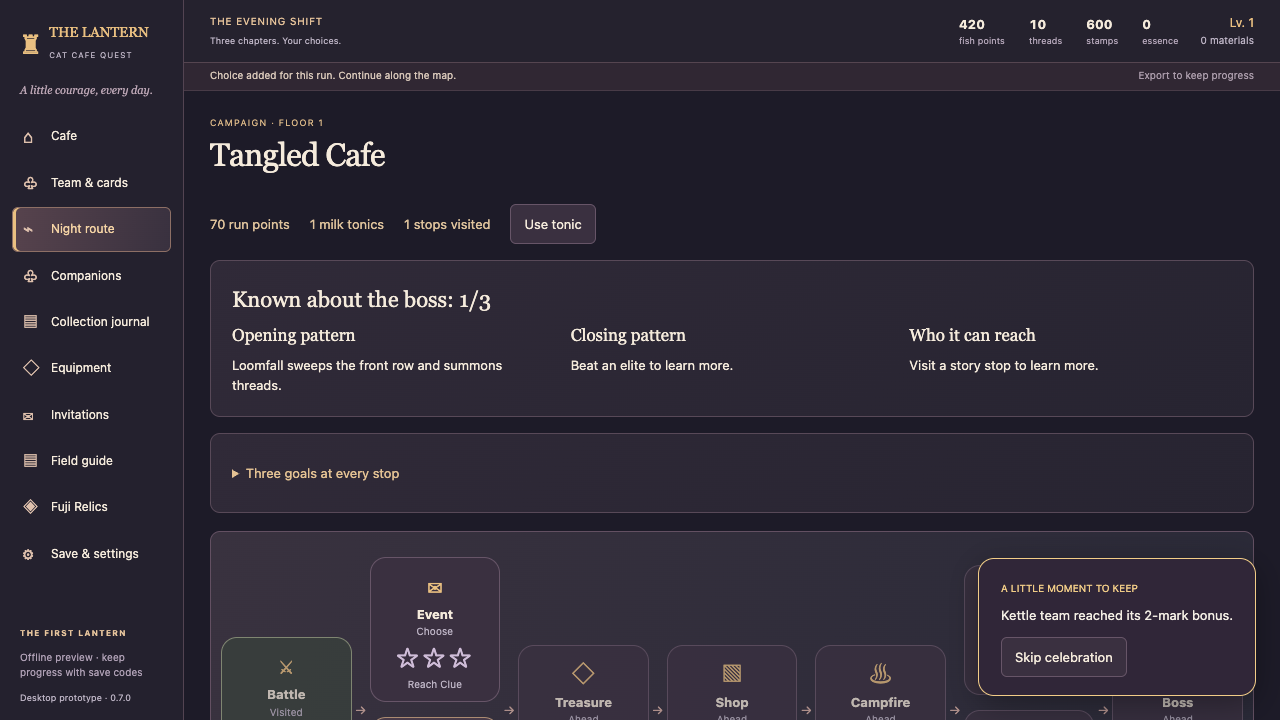 THE LANTERN
CAT CAFE QUEST
A little courage, every day.
Cafe
Team & cards
Night route
Companions
Collection journal
Equipment
Invitations
Field guide
Fuji Relics
Save & settings
THE FIRST LANTERN
Offline preview · keep
progress with save codes
Desktop prototype · 0.7.0
THE EVENING SHIFT
Three chapters. Your choices.
420
fish points
10
threads
600
stamps
0
essence
Lv. 1
0 materials
Choice added for this run. Continue along the map.
Export to keep progress
CAMPAIGN · FLOOR 1
Tangled Cafe
70 run points
1 milk tonics
1 stops visited
Use tonic
Known about the boss: 1/3
Opening pattern
Loomfall sweeps the front row and summons
threads.
Closing pattern
Beat an elite to learn more.
Who it can reach
Visit a story stop to learn more.
Three goals at every stop
Battle
Visited
Event
Choose
Reach Clue
Treasure
Ahead
Shop
Ahead
Campfire
Ahead
Boss
Ahead
A LITTLE MOMENT TO KEEP
Kettle team reached its 2-mark bonus.
Skip celebration